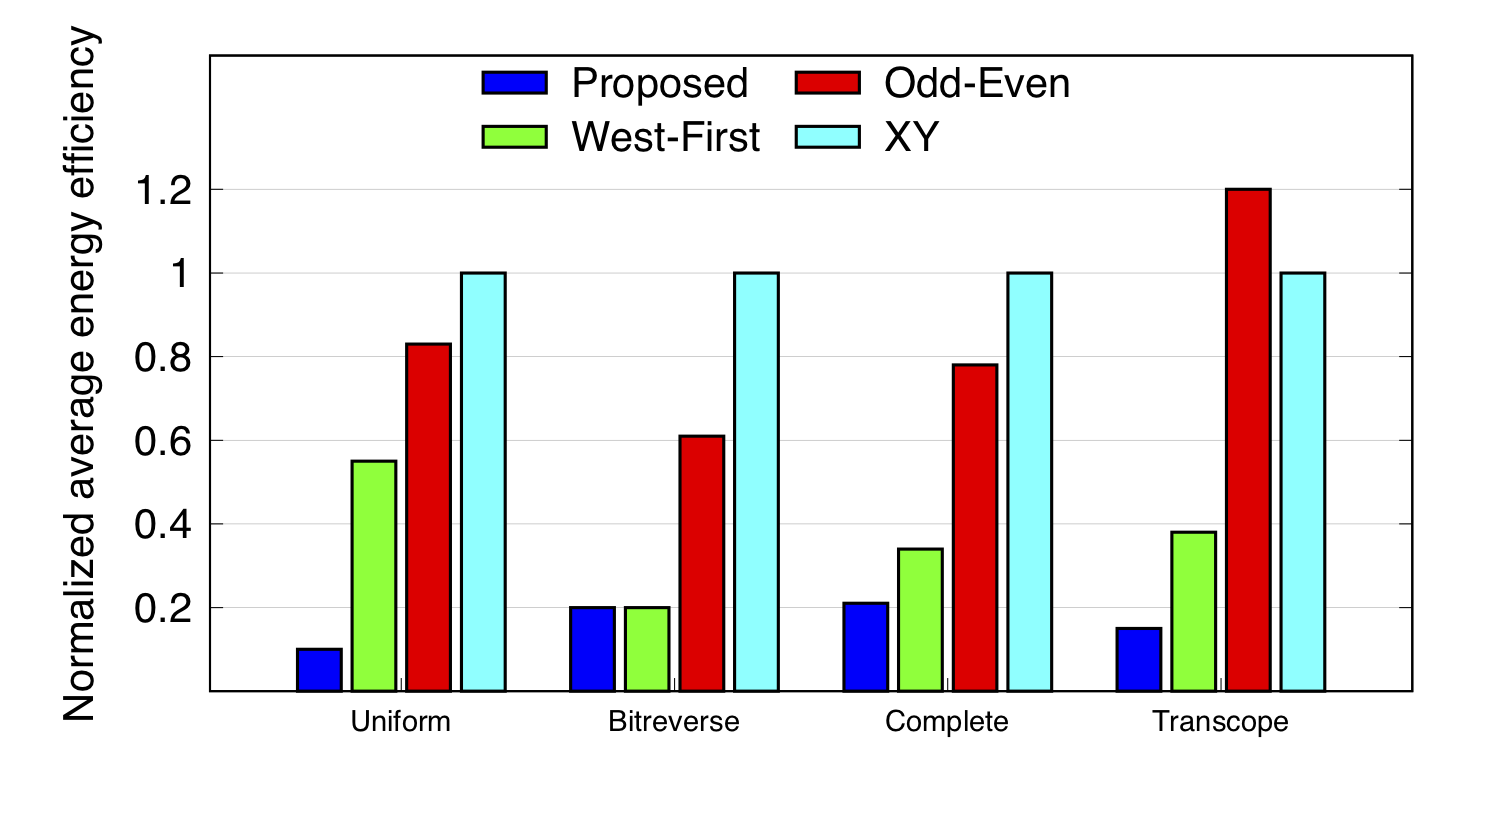 Normalized average energy efficiency
Proposed
Odd-Even
West-First
XY
1.2
1
0.8
0.6
0.4
0.2
Uniform
Bitreverse
Complete
Transcope